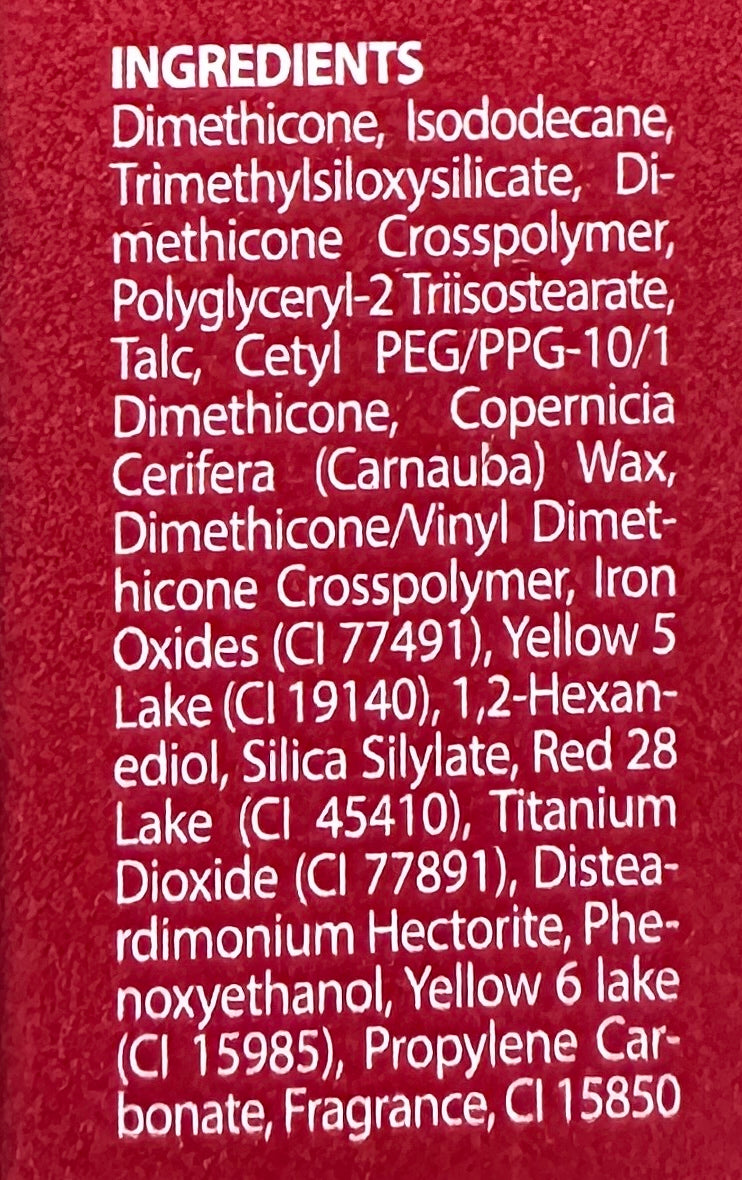 INGREDIENTS
Dimethicone, Isododecane,
Trimethylsiloxysilicate, Di-
methicone Crosspolymer,
Polyglyceryl-2 Triisostearate,
Talc, Cetyl PEG/PPG-10/1
Dimethicone, Copernicia
Cerifera (Carnauba) Wax,
Dimethicone/Vinyl Dimet-
hicone Crosspolymer, Iron
Oxides (CI 77491), Yellow 5
Lake (CI 19140), 1,2-Hexan-
ediol, Silica Silylate, Red 28
Lake (CI 45410), Titanium
Dioxide (CI 77891), Distea-
rdimonium Hectorite, Phe-
noxyethanol, Yellow 6 lake
(CI 15985), Propylene Car-
bonate, Fragrance, CI 15850